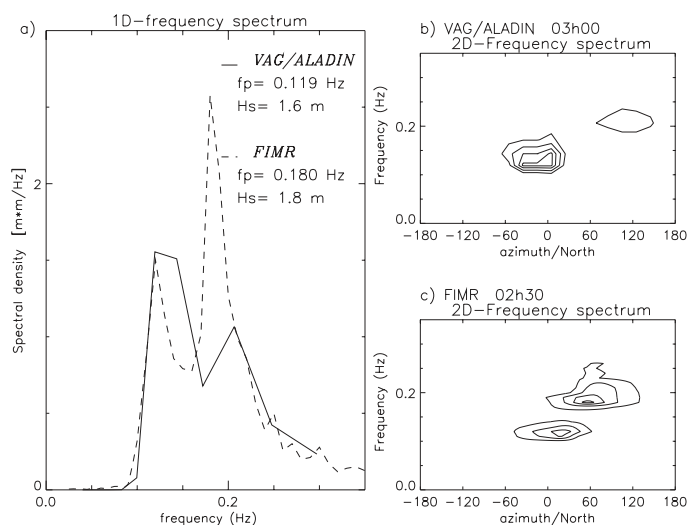 a) 1D-frequency spectrum
VAG/ALADIN
fp= 0.119 Hz
Hs= 1.6 m
FIMR
fp= 0.180 Hz
Hs= 1.8 m
Spectral density [m*m/Hz]
2
0
0.0 0.2
frequency (Hz)
b) VAG/ALADIN 03h00
2D-Frequency spectrum
Frequency (Hz)
0.2
0.0
-180 -120 -60 0 60 120 180
azimuth/North
c) FIMR 02h30
2D-Frequency spectrum
Frequency (Hz)
0.2
0.0
-180 -120 -60 0 60 120 180
azimuth/North